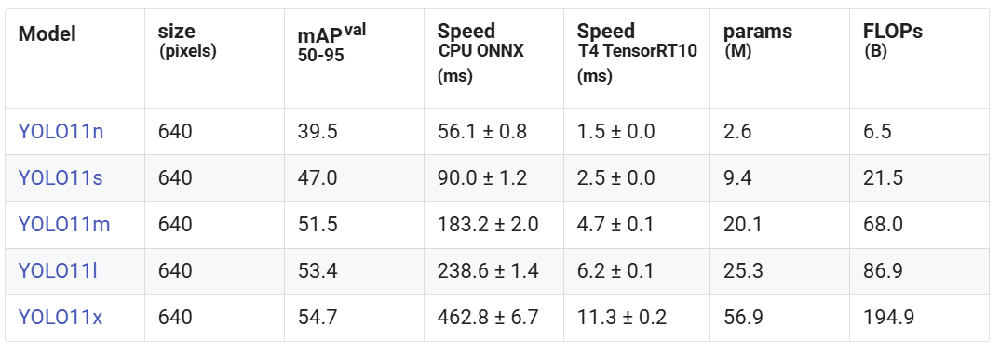 Model size (pixels) mAPval 50-95 Speed CPU ONNX (ms) Speed T4 TensorRT10 (ms) params (M) FLOPs (B)
YOLO11n 640 39.5 56.1 ± 0.8 1.5 ± 0.0 2.6 6.5
YOLO11s 640 47.0 90.0 ± 1.2 2.5 ± 0.0 9.4 21.5
YOLO11m 640 51.5 183.2 ± 2.0 4.7 ± 0.1 20.1 68.0
YOLO11l 640 53.4 238.6 ± 1.4 6.2 ± 0.1 25.3 86.9
YOLO11x 640 54.7 462.8 ± 6.7 11.3 ± 0.2 56.9 194.9